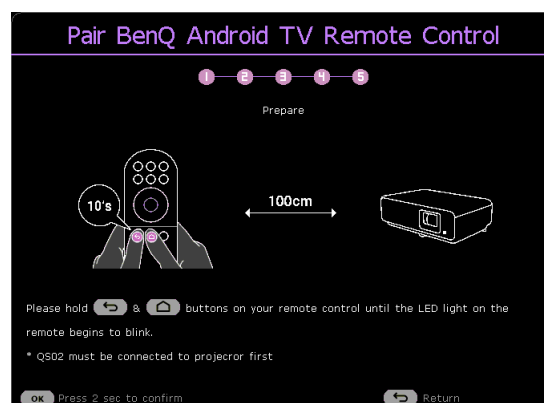 Pair BenQ Android TV Remote Control
1 2 3 4 5
Prepare
10's
100cm
Please hold & buttons on your remote control until the LED light on the
remote begins to blink.
* QS02 must be connected to projecror first
OK Press 2 sec to confirm Return